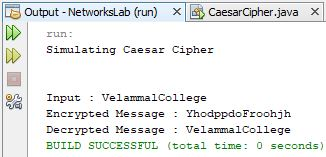 Output - NetworksLab (run)
CaesarCipher.java
run:
Simulating Caesar Cipher
Input : VelammalCollege
Encrypted Message : YhodppdoFroohjh
Decrypted Message : VelammalCollege
BUILD SUCCESSFUL (total time: 0 seconds)